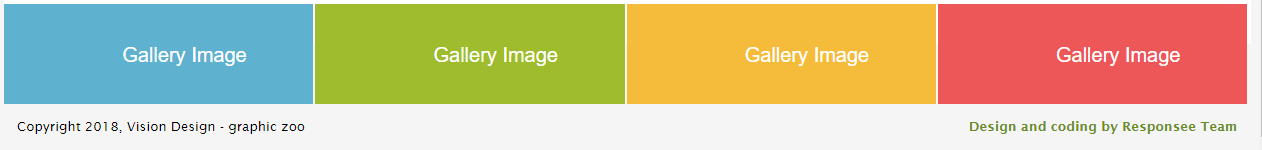 Gallery Image Gallery Image Gallery Image Gallery Image
Copyright 2018, Vision Design - graphic zoo Design and coding by Responsee Team